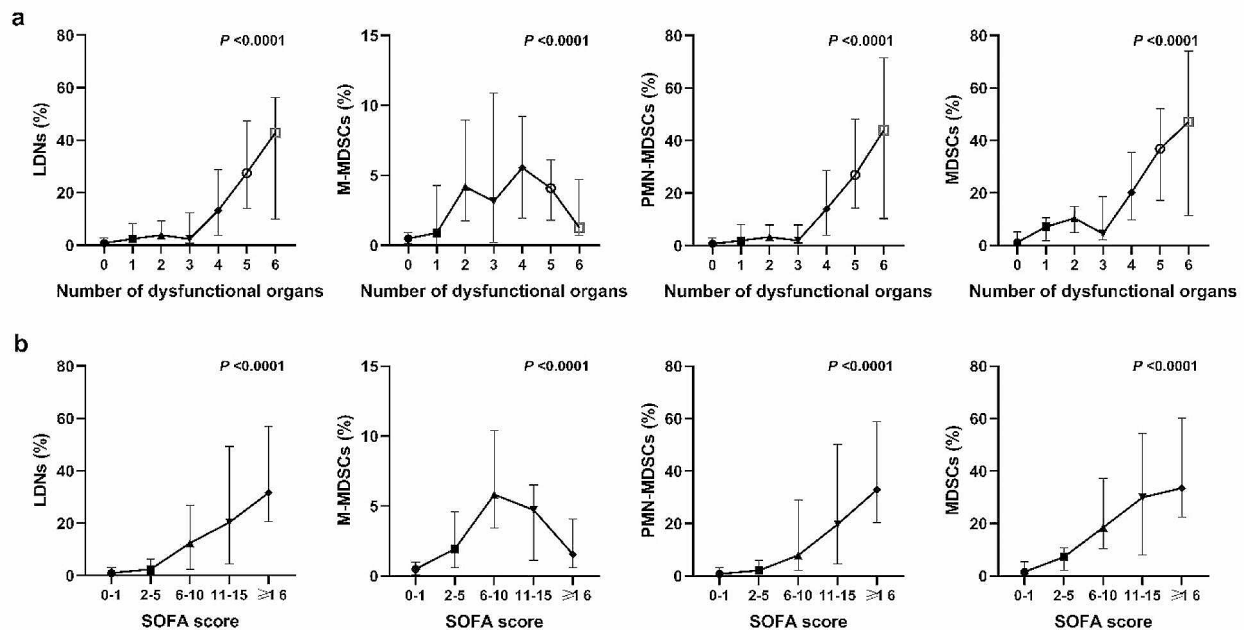 a
LDNs (%)
80
60
40
20
0
P <0.0001
0 1 2 3 4 5 6
Number of dysfunctional organs
M-MDSCs (%)
15
10
5
0
P <0.0001
0 1 2 3 4 5 6
Number of dysfunctional organs
PMN-MDSCs (%)
80
60
40
20
0
P <0.0001
0 1 2 3 4 5 6
Number of dysfunctional organs
MDSCs (%)
80
60
40
20
0
P <0.0001
0 1 2 3 4 5 6
Number of dysfunctional organs
b
LDNs (%)
80
60
40
20
0
P <0.0001
0-1 2-5 6-10 11-15 ⩾16
SOFA score
M-MDSCs (%)
15
10
5
0
P <0.0001
0-1 2-5 6-10 11-15 ⩾16
SOFA score
PMN-MDSCs (%)
80
60
40
20
0
P <0.0001
0-1 2-5 6-10 11-15 ⩾16
SOFA score
MDSCs (%)
80
60
40
20
0
P <0.0001
0-1 2-5 6-10 11-15 ⩾16
SOFA score